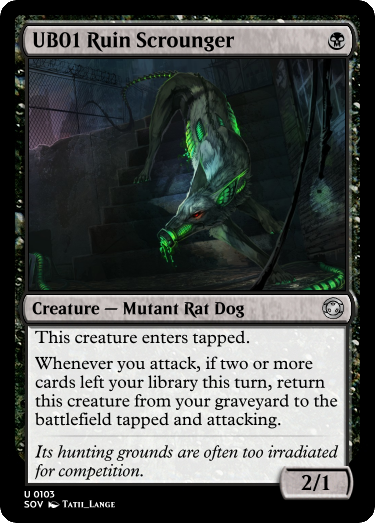 UB01 Ruin Scrounger
Creature — Mutant Rat Dog
This creature enters tapped.
Whenever you attack, if two or more
cards left your library this turn, return
this creature from your graveyard to the
battlefield tapped and attacking.
Its hunting grounds are often too irradiated
for competition.
2/1
U 0103
SOV Tatii_Lange